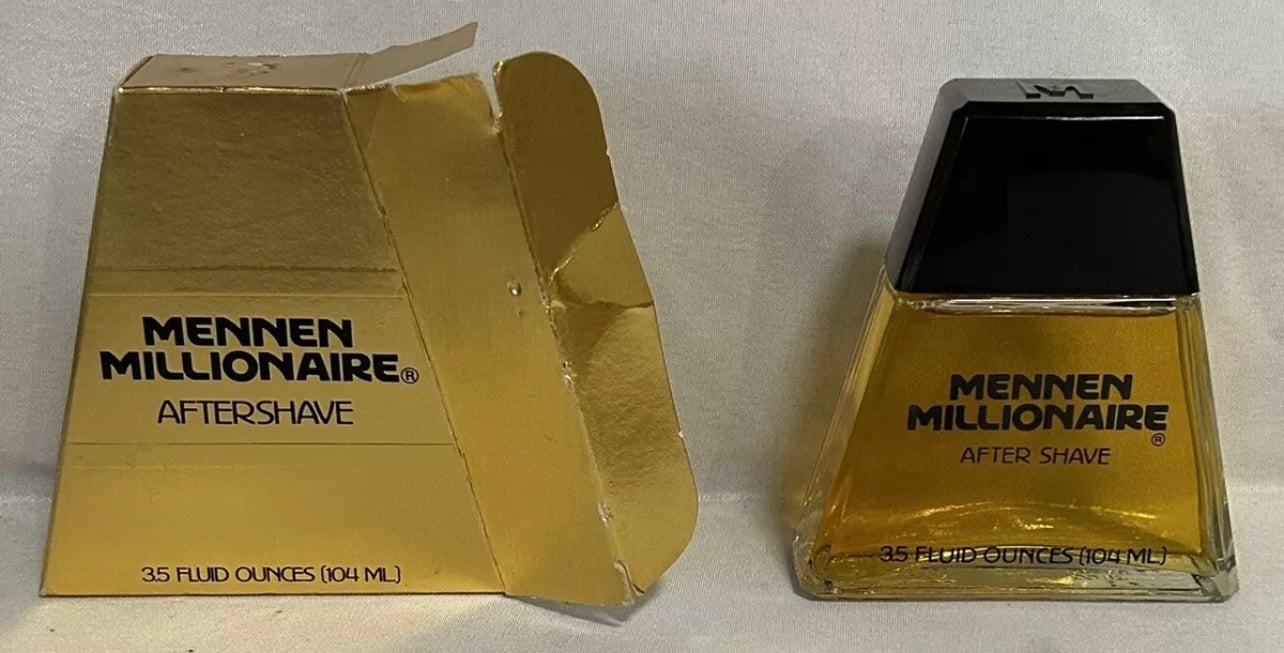 MENNEN
MILLIONAIRE®
AFTERSHAVE
3.5 FLUID OUNCES (104 ML)
M
MENNEN
MILLIONAIRE
®
AFTER SHAVE
3.5 FLUID OUNCES (104 ML)